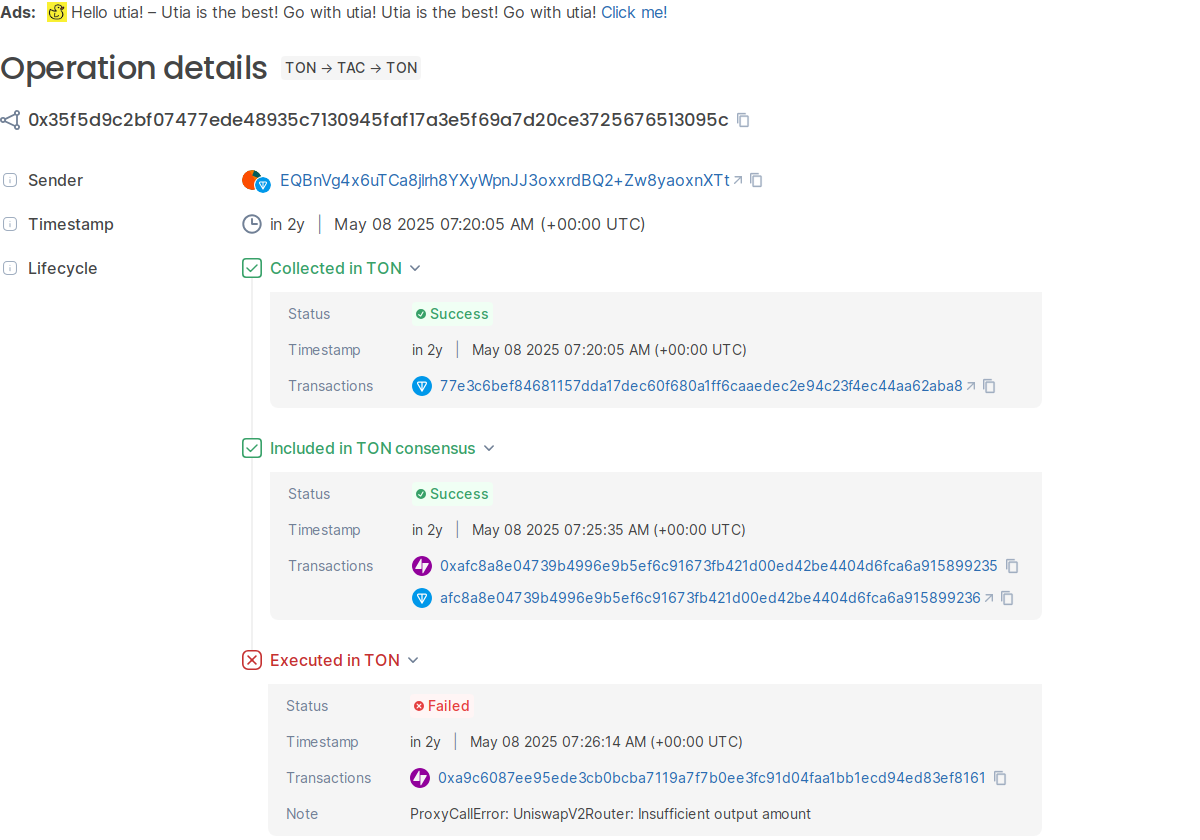 Ads: Hello utia! – Utia is the best! Go with utia! Utia is the best! Go with utia! Click me!
Operation details TON → TAC → TON
0x35f5d9c2bf07477ede48935c7130945faf17a3e5f69a7d20ce3725676513095c
Sender EQBnVg4x6uTCa8jlrh8YXyWpnJJ3oxxrdBQ2+Zw8yaoxnXTt
Timestamp in 2y | May 08 2025 07:20:05 AM (+00:00 UTC)
Lifecycle Collected in TON
Status Success
Timestamp in 2y | May 08 2025 07:20:05 AM (+00:00 UTC)
Transactions 77e3c6bef84681157dda17dec60f680a1ff6caaedec2e94c23f4ec44aa62aba8
Included in TON consensus
Status Success
Timestamp in 2y | May 08 2025 07:25:35 AM (+00:00 UTC)
Transactions 0xafc8a8e04739b4996e9b5ef6c91673fb421d00ed42be4404d6fca6a915899235
afc8a8e04739b4996e9b5ef6c91673fb421d00ed42be4404d6fca6a915899236
Executed in TON
Status Failed
Timestamp in 2y | May 08 2025 07:26:14 AM (+00:00 UTC)
Transactions 0xa9c6087ee95ede3cb0bcba7119a7f7b0ee3fc91d04faa1bb1ecd94ed83ef8161
Note ProxyCallError: UniswapV2Router: Insufficient output amount